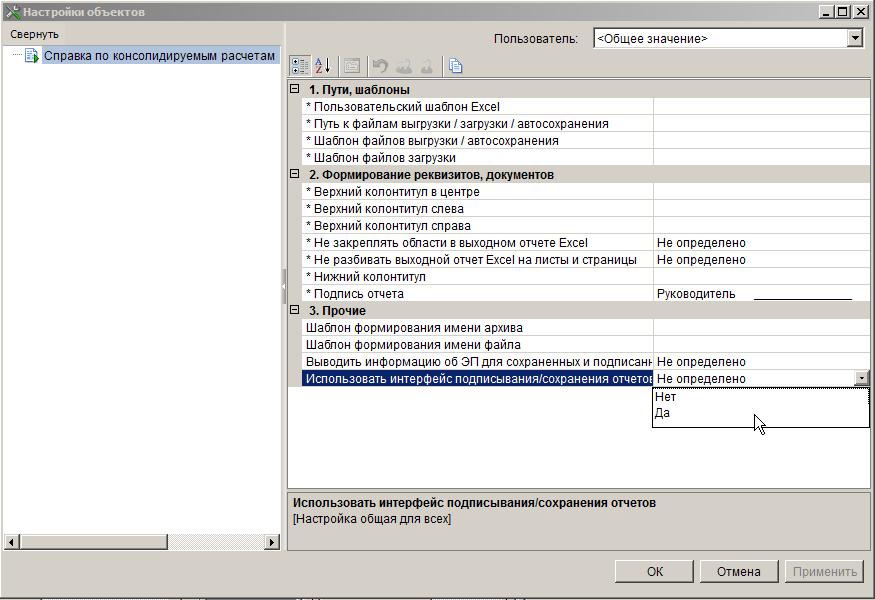 Настройки объектов
Свернуть
Справка по консолидируемым расчетам
Пользователь: <Общее значение>
1. Пути, шаблоны
* Пользовательский шаблон Excel
* Путь к файлам выгрузки / загрузки / автосохранения
* Шаблон файлов выгрузки / автосохранения
* Шаблон файлов загрузки
2. Формирование реквизитов, документов
* Верхний колонтитул в центре
* Верхний колонтитул слева
* Верхний колонтитул справа
* Не закреплять области в выходном отчете Excel Не определено
* Не разбивать выходной отчет Excel на листы и страницы Не определено
* Нижний колонтитул
* Подпись отчета Руководитель _______________
3. Прочие
Шаблон формирования имени архива
Шаблон формирования имени файла
Выводить информацию об ЭП для сохраненных и подписанн Не определено
Использовать интерфейс подписывания/сохранения отчетов Не определено
Нет
Да
Использовать интерфейс подписывания/сохранения отчетов
[Настройка общая для всех]
ОК Отмена Применить